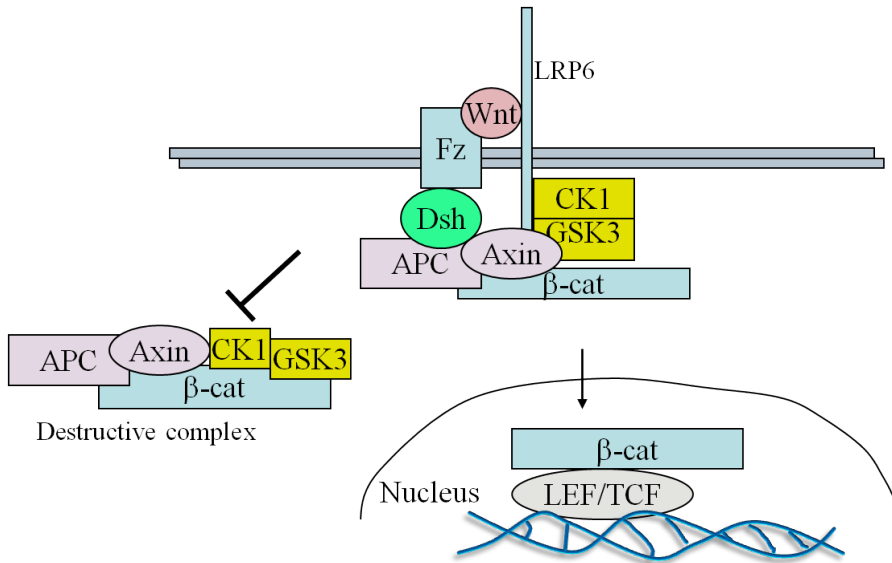 LRP6
Wnt
Fz
CK1
Dsh
GSK3
APC
Axin
β-cat
APC
Axin
CK1
GSK3
β-cat
Destructive complex
β-cat
Nucleus
LEF/TCF